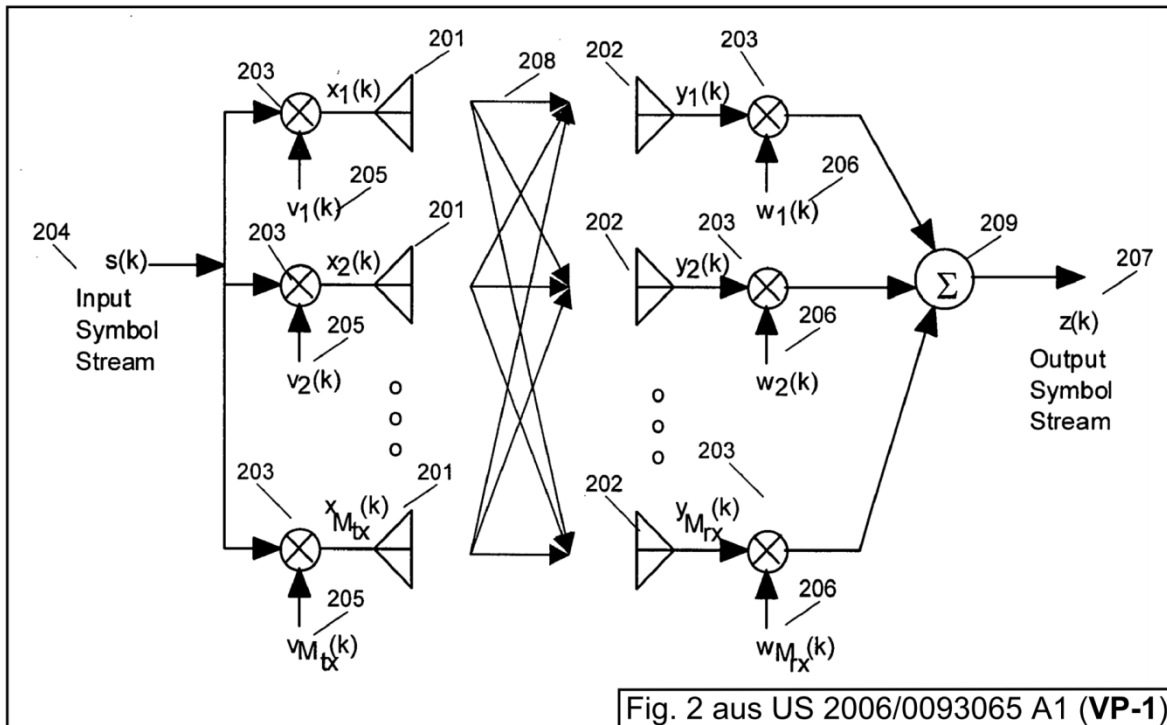 201
208
202
203
203
x1(k)
y1(k)
205
v1(k)
206
w1(k)
204
s(k)
Input
Symbol
Stream
203
x2(k)
201
202
y2(k)
203
209
Σ
207
z(k)
Output
Symbol
Stream
205
v2(k)
206
w2(k)
203
xMtx(k)
201
202
yMrx(k)
203
205
vMtx(k)
206
wMrx(k)
Fig. 2 aus US 2006/0093065 A1 (VP-1)